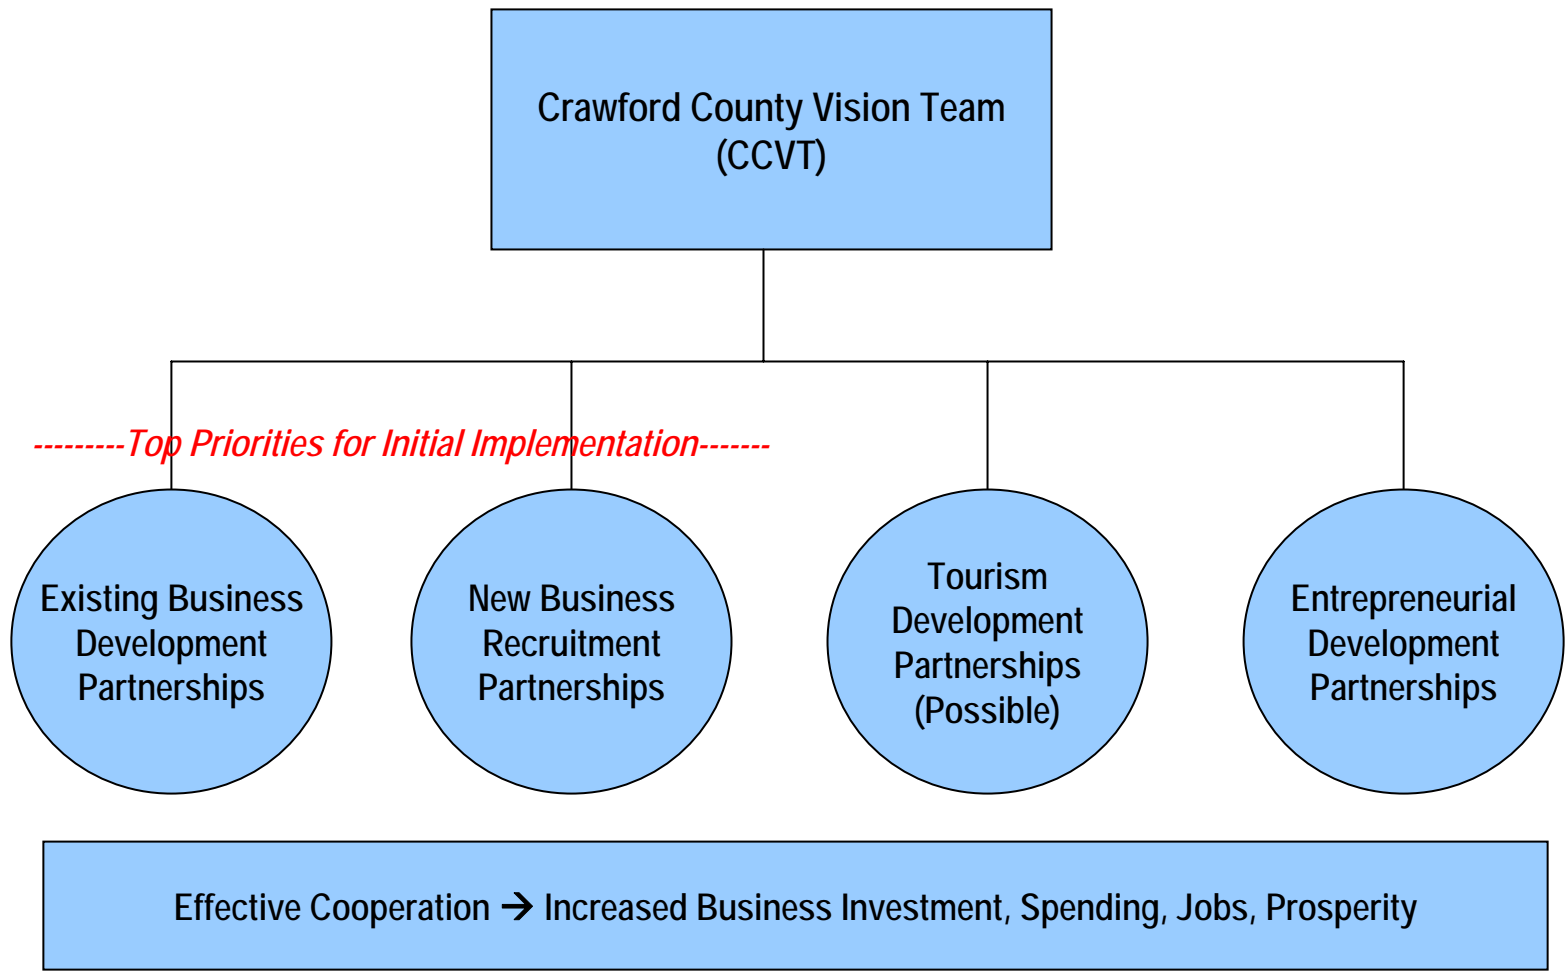 Crawford County Vision Team
(CCVT)
---------Top Priorities for Initial Implementation-------
Existing Business
Development
Partnerships
New Business
Recruitment
Partnerships
Tourism
Development
Partnerships
(Possible)
Entrepreneurial
Development
Partnerships
Effective Cooperation → Increased Business Investment, Spending, Jobs, Prosperity